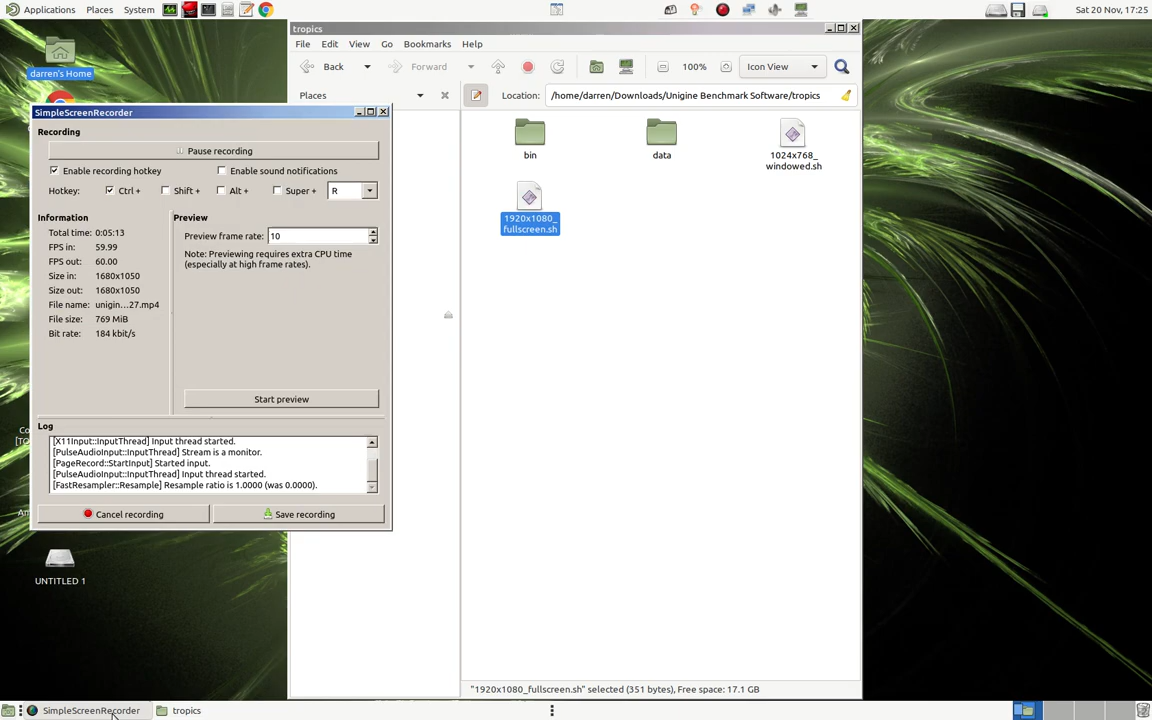 Applications Places System Sat 20 Nov, 17:25
tropics
File Edit View Go Bookmarks Help
Back Forward 100% Icon View
Places Location: /home/darren/Downloads/Unigine Benchmark Software/tropics
darren's Home
SimpleScreenRecorder
Recording
Pause recording
Enable recording hotkey Enable sound notifications
Hotkey: Ctrl + Shift + Alt + Super + R
Information
Total time: 0:05:13
FPS in: 59.99
FPS out: 60.00
Size in: 1680x1050
Size out: 1680x1050
File name: unigin...27.mp4
File size: 769 MiB
Bit rate: 184 kbit/s
Preview
Preview frame rate: 10
Note: Previewing requires extra CPU time
(especially at high frame rates).
Start preview
Log
[X11Input::InputThread] Input thread started.
[PulseAudioInput::InputThread] Stream is a monitor.
[PageRecord::StartInput] Started input.
[PulseAudioInput::InputThread] Input thread started.
[FastResampler::Resample] Resample ratio is 1.0000 (was 0.0000).
Cancel recording Save recording
bin
data
1024x768_
windowed.sh
1920x1080_
fullscreen.sh
UNTITLED 1
"1920x1080_fullscreen.sh" selected (351 bytes), Free space: 17.1 GB
SimpleScreenRecorder tropics